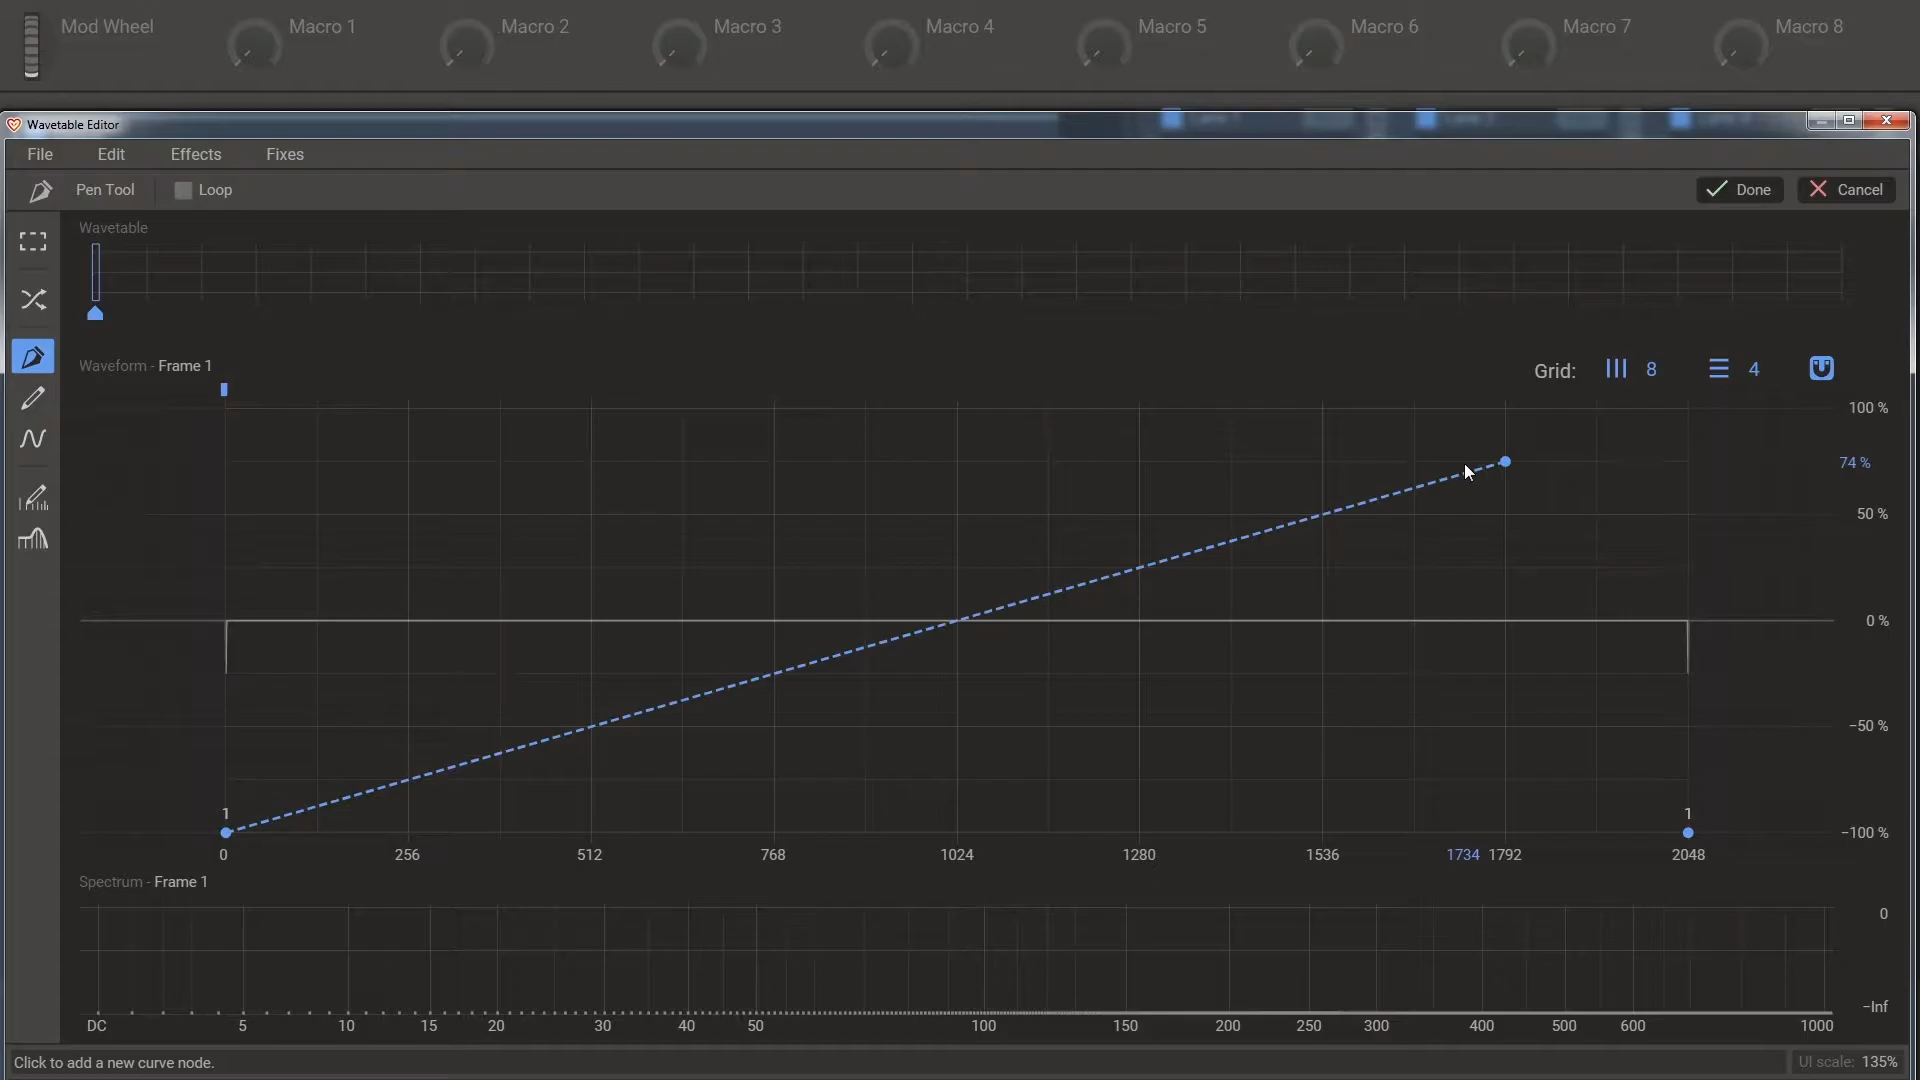 Mod Wheel
Macro 1
Macro 2
Macro 3
Macro 4
Macro 5
Macro 6
Macro 7
Macro 8
Wavetable Editor
File Edit Effects Fixes
Pen Tool Loop Done Cancel
Wavetable
Waveform - Frame 1
Grid: 8 4
100 %
74 %
50 %
0 %
−50 %
1 1
−100 %
0 256 512 768 1024 1280 1536 1734 1792 2048
Spectrum - Frame 1
0
−Inf
DC 5 10 15 20 30 40 50 100 150 200 250 300 400 500 600 1000
Click to add a new curve node.
UI scale: 135%